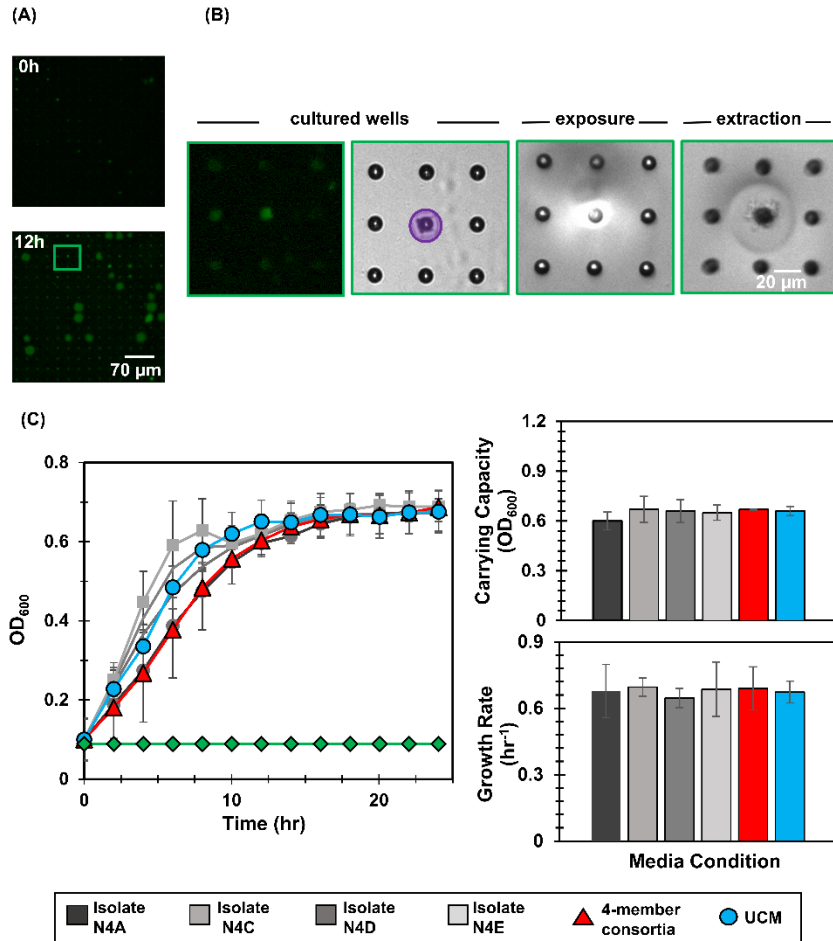 (A)
(B)
0h
12h
70 µm
cultured wells
exposure
extraction
20 µm
(C)
0.8
0.6
0.4
0.2
0
OD600
0
10
20
Time (hr)
1.2
0.9
0.6
0.3
0
Carrying Capacity
(OD600)
0.9
0.6
0.3
0
Growth Rate
(hr-1)
Media Condition
Isolate
N4A
Isolate
N4C
Isolate
N4D
Isolate
N4E
4-member
consortia
UCM